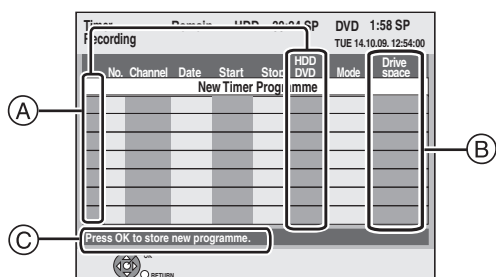 Timer Remain HDD 30:24 SP DVD 1:58 SP
Recording TUE 14.10.09. 12:54:00
No. Channel Date Start Stop HDD DVD Mode Drive space
New Timer Programme
A
B
C
Press OK to store new programme.
OK
RETURN